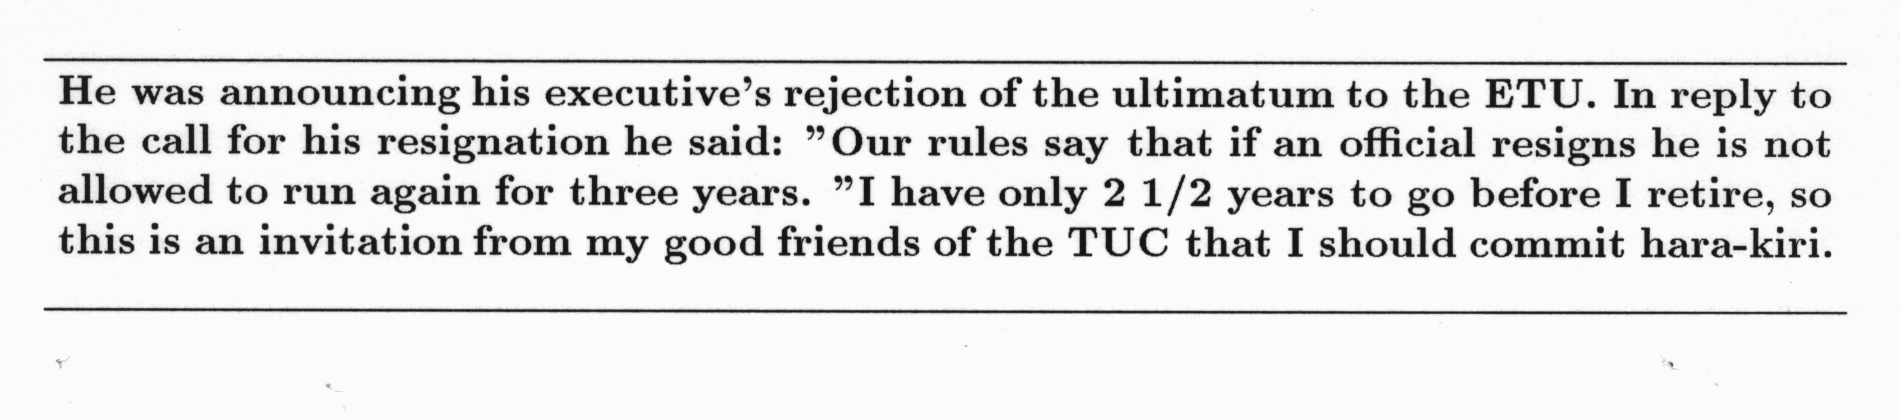 He was announcing his executive's rejection of the ultimatum to the ETU. In reply to
the call for his resignation he said: "Our rules say that if an official resigns he is not
allowed to run again for three years. "I have only 2 1/2 years to go before I retire, so
this is an invitation from my good friends of the TUC that I should commit hara-kiri.